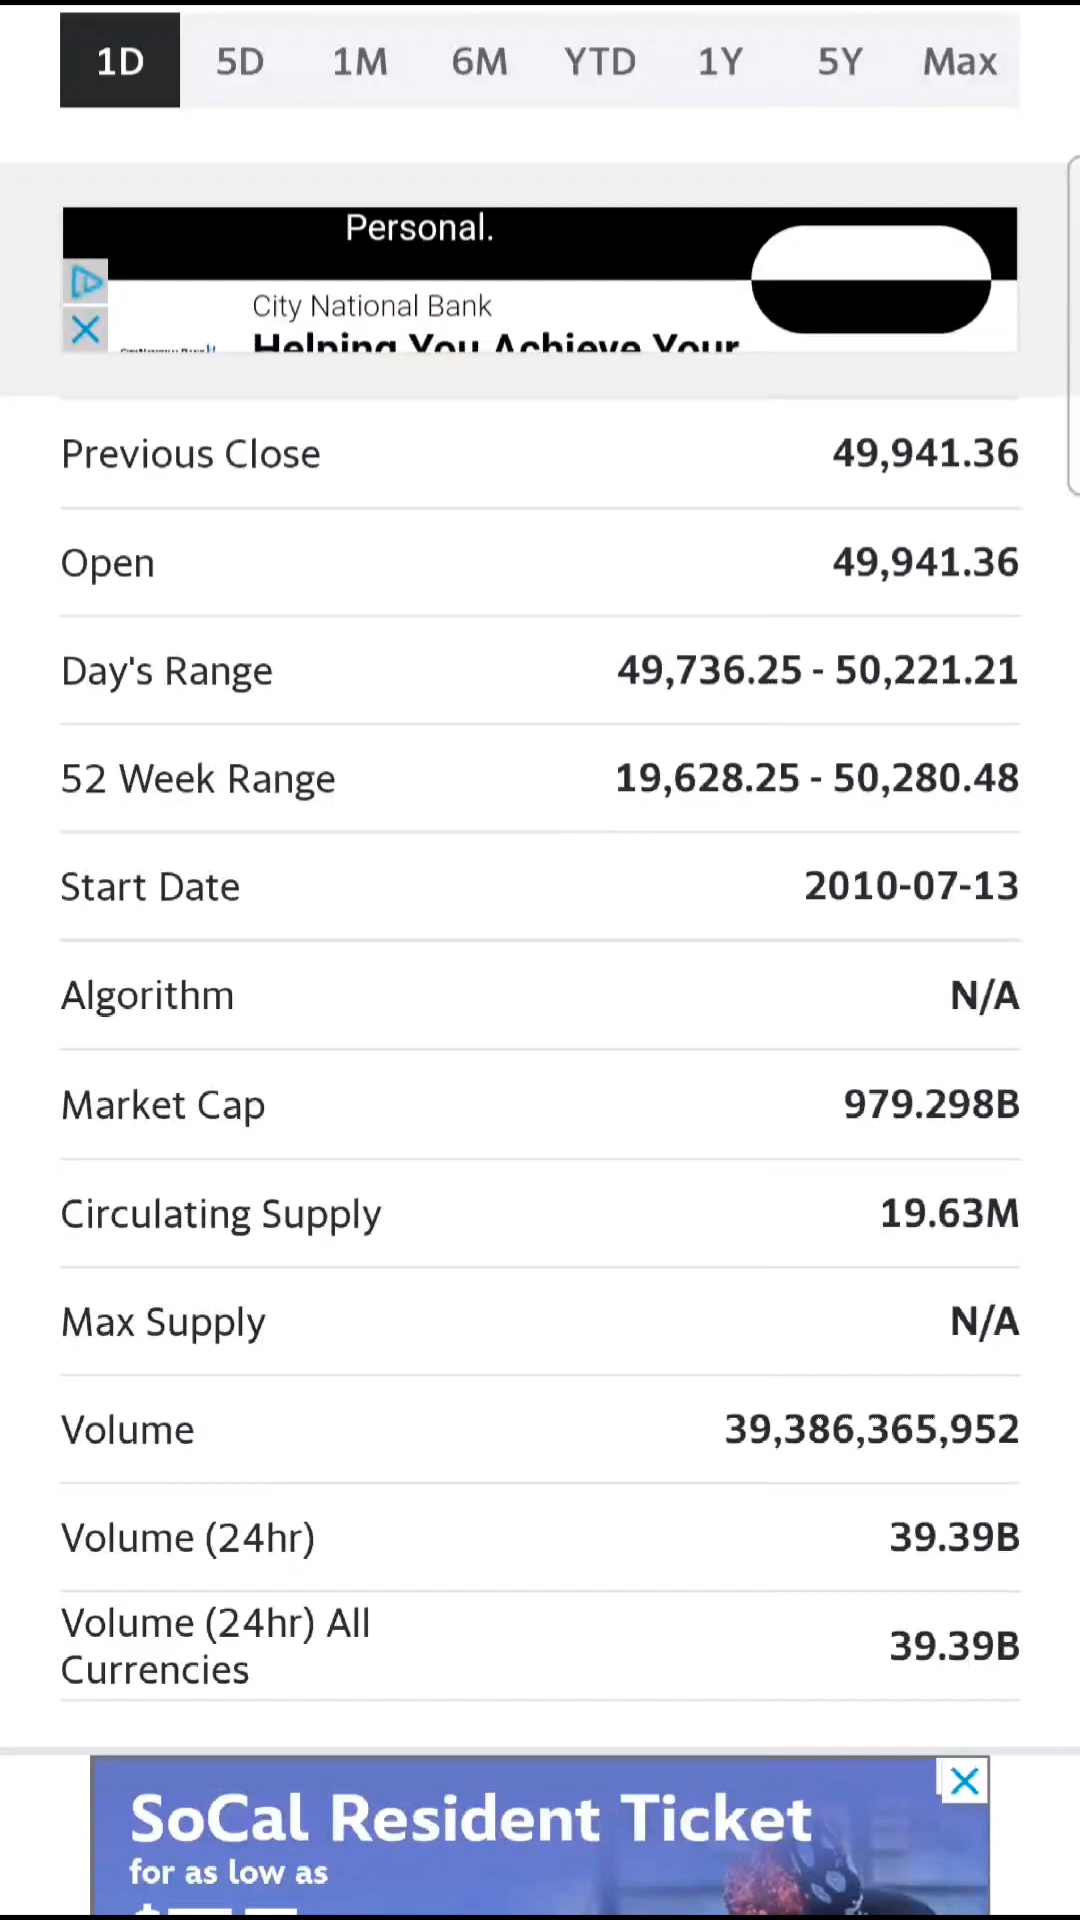 1D 5D 1M 6M YTD 1Y 5Y Max
Personal.
City National Bank
Helping You Achieve Your
Previous Close 49,941.36
Open 49,941.36
Day's Range 49,736.25 - 50,221.21
52 Week Range 19,628.25 - 50,280.48
Start Date 2010-07-13
Algorithm N/A
Market Cap 979.298B
Circulating Supply 19.63M
Max Supply N/A
Volume 39,386,365,952
Volume (24hr) 39.39B
Volume (24hr) All
Currencies 39.39B
SoCal Resident Ticket
for as low as